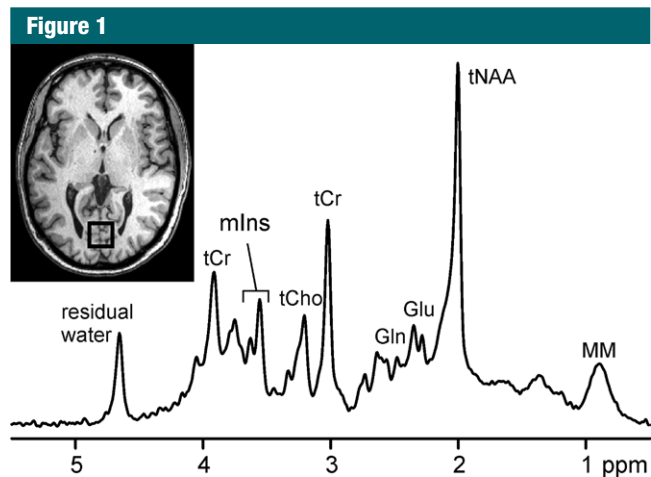 Figure 1
tNAA
tCr
mIns
tCr
tCho
residual
water
Glu
Gln
MM
5 4 3 2 1 ppm